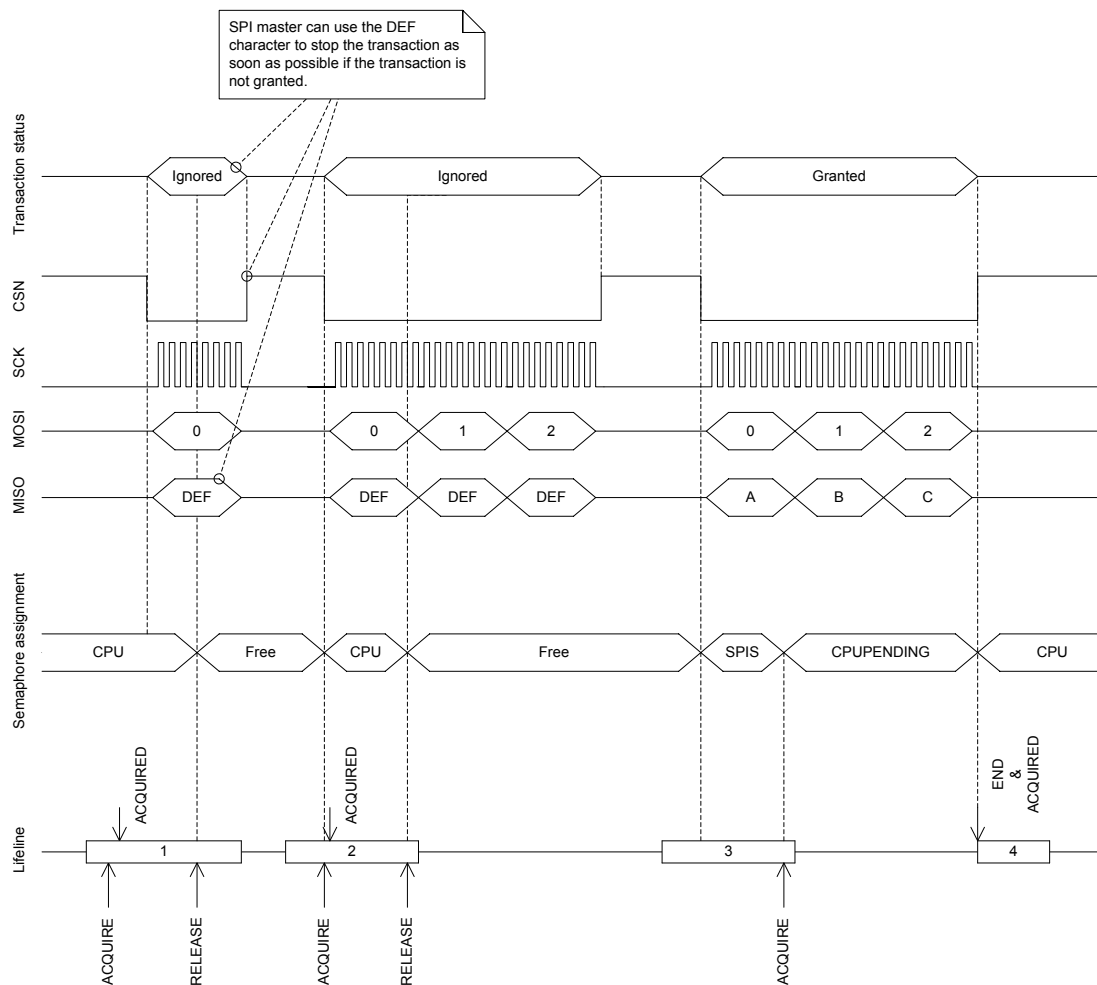 SPI master can use the DEF
character to stop the transaction as
soon as possible if the transaction is
not granted.
Transaction status
Ignored
Ignored
Granted
CSN
SCK
MOSI
0
0
1
2
0
1
2
MISO
DEF
DEF
DEF
DEF
A
B
C
Semaphore assignment
CPU
Free
CPU
Free
SPIS
CPUPENDING
CPU
ACQUIRED
ACQUIRED
END
&
ACQUIRED
Lifeline
1
2
3
4
ACQUIRE
RELEASE
ACQUIRE
RELEASE
ACQUIRE